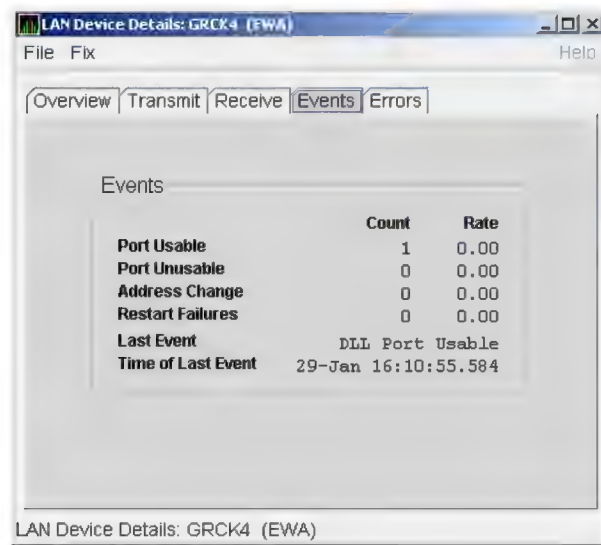 LAN Device Details: GRCK4 (EWA)
File Fix Help
Overview Transmit Receive Events Errors
Events
Count Rate
Port Usable 1 0.00
Port Unusable 0 0.00
Address Change 0 0.00
Restart Failures 0 0.00
Last Event DLL Port Usable
Time of Last Event 29-Jan 16:10:55.584
LAN Device Details: GRCK4 (EWA)